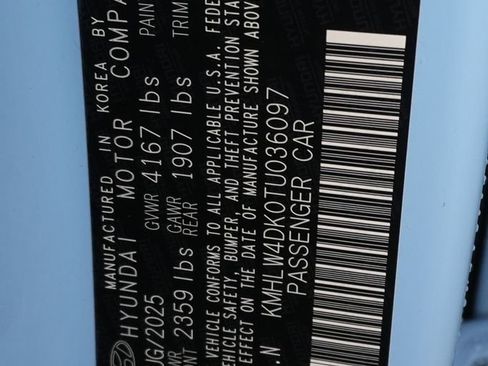 MANUFACTURED IN KOREA BY
HYUNDAI MOTOR COMPA
UG/2025 GVWR 4167 lbs PAIN
WR
NT 2359 lbs GAWR
REAR 1907 lbs TRIM
VEHICLE CONFORMS TO ALL APPLICABLE U.S.A. FEDE
VEHICLE SAFETY, BUMPER, AND THEFT PREVENTION STA
EFFECT ON THE DATE OF MANUFACTURE SHOWN ABOV
.N KMHLW4DK0TU036097
PASSENGER CAR